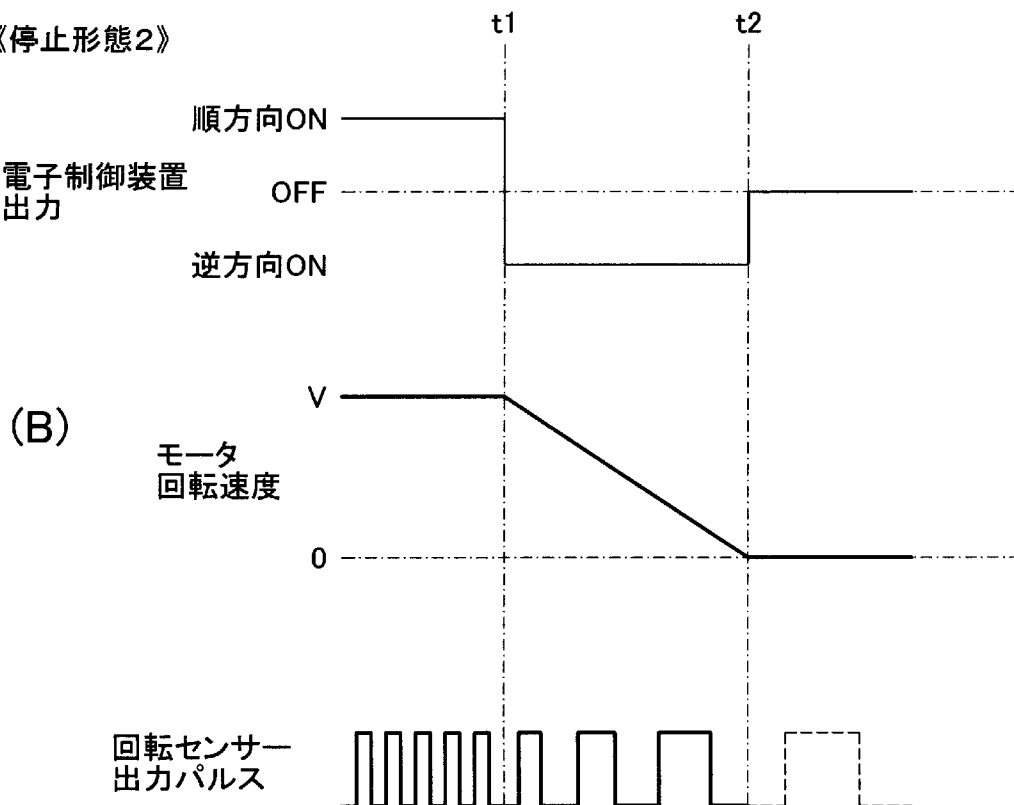 《停止形態2》
t1
t2
順方向ON
電子制御装置
出力
OFF
逆方向ON
(B)
V
モータ
回転速度
0
回転センサー
出力パルス